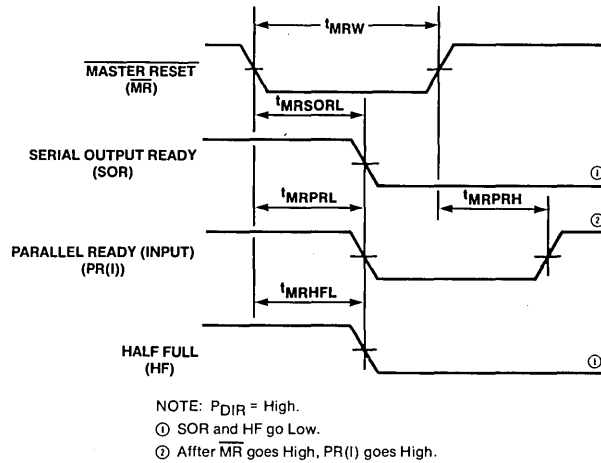 tMRW
MASTER RESET
(MR)
tMRSORL
SERIAL OUTPUT READY
(SOR)
①
tMRPRL
tMRPRH
②
PARALLEL READY (INPUT)
(PR(I))
tMRHFL
HALF FULL
(HF)
①
NOTE: PDIR = High.
① SOR and HF go Low.
② Affter MR goes High, PR(I) goes High.